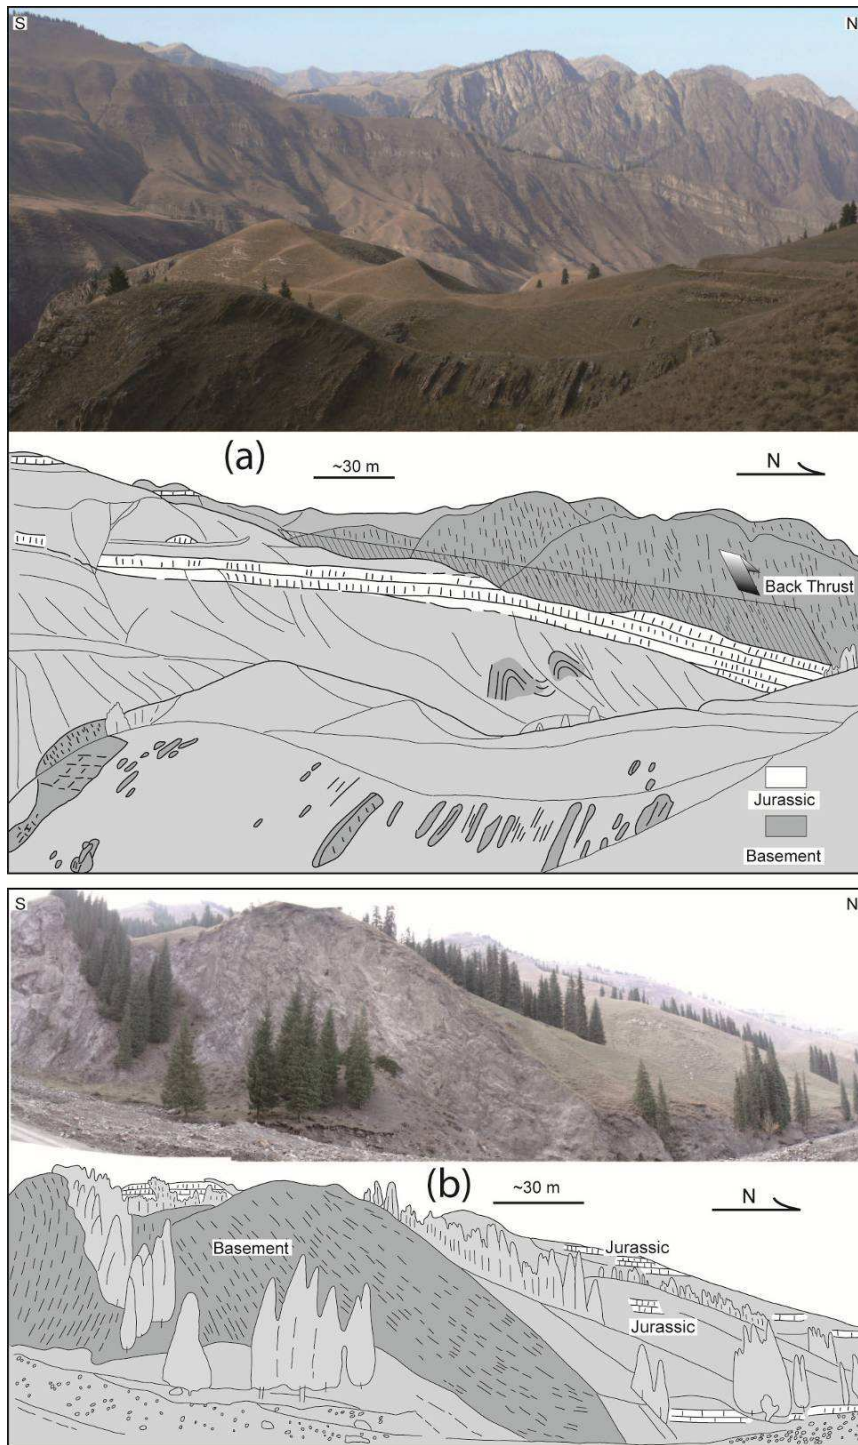 S N
(a)
~30 m
N
Back Thrust
Jurassic
Basement
S N
(b)
~30 m
N
Basement
Jurassic
Jurassic